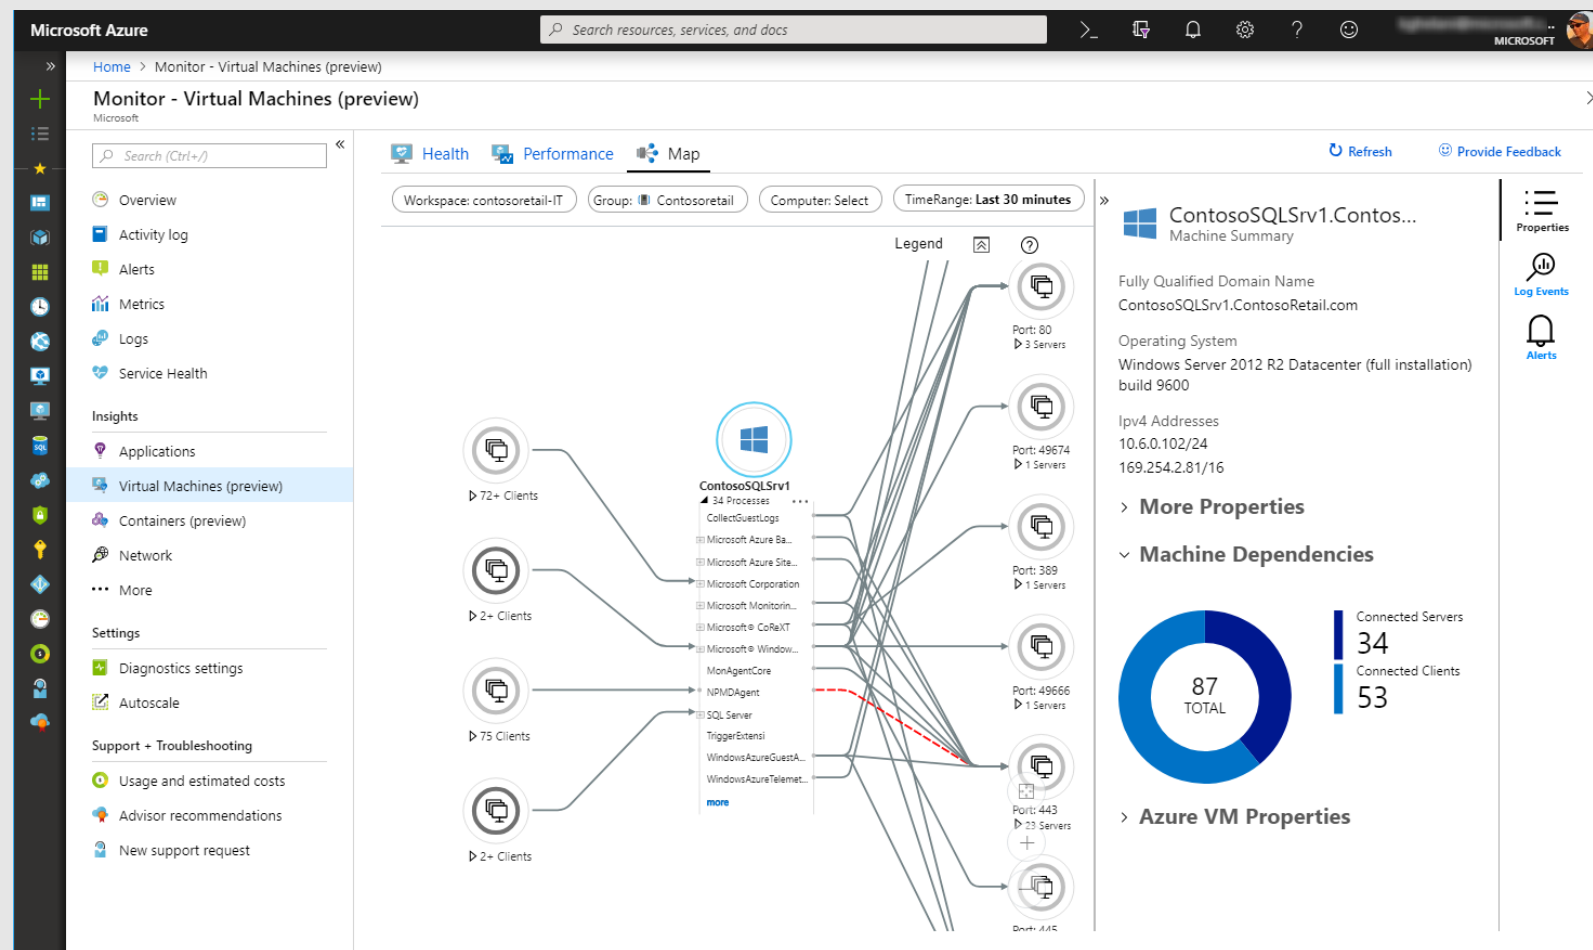 Microsoft Azure
Search resources, services, and docs
MICROSOFT
Home > Monitor - Virtual Machines (preview)
Monitor - Virtual Machines (preview)
Microsoft
Search (Ctrl+/)
Overview
Activity log
Alerts
Metrics
Logs
Service Health
Insights
Applications
Virtual Machines (preview)
Containers (preview)
Network
More
Settings
Diagnostics settings
Autoscale
Support + Troubleshooting
Usage and estimated costs
Advisor recommendations
New support request
Health
Performance
Map
Refresh
Provide Feedback
Workspace: contosoretail-IT
Group: Contosoretail
Computer: Select
TimeRange: Last 30 minutes
Legend
72+ Clients
2+ Clients
75 Clients
2+ Clients
ContosoSQLSrv1
34 Processes
CollectGuestLogs
Microsoft Azure Ba...
Microsoft Azure Site...
Microsoft Corporation
Microsoft Monitorin...
Microsoft® CoReXT
Microsoft® Window...
MonAgentCore
NPMDAgent
SQL Server
TriggerExtensi
WindowsAzureGuestA...
WindowsAzureTelemet...
more
Port: 80
3 Servers
Port: 49674
1 Servers
Port: 389
1 Servers
Port: 49666
1 Servers
Port: 443
23 Servers
Port: 445
ContosoSQLSrv1.Contos...
Machine Summary
Fully Qualified Domain Name
ContosoSQLSrv1.ContosoRetail.com
Operating System
Windows Server 2012 R2 Datacenter (full installation)
build 9600
Ipv4 Addresses
10.6.0.102/24
169.254.2.81/16
More Properties
Machine Dependencies
87
TOTAL
Connected Servers
34
Connected Clients
53
Azure VM Properties
Properties
Log Events
Alerts
SQL